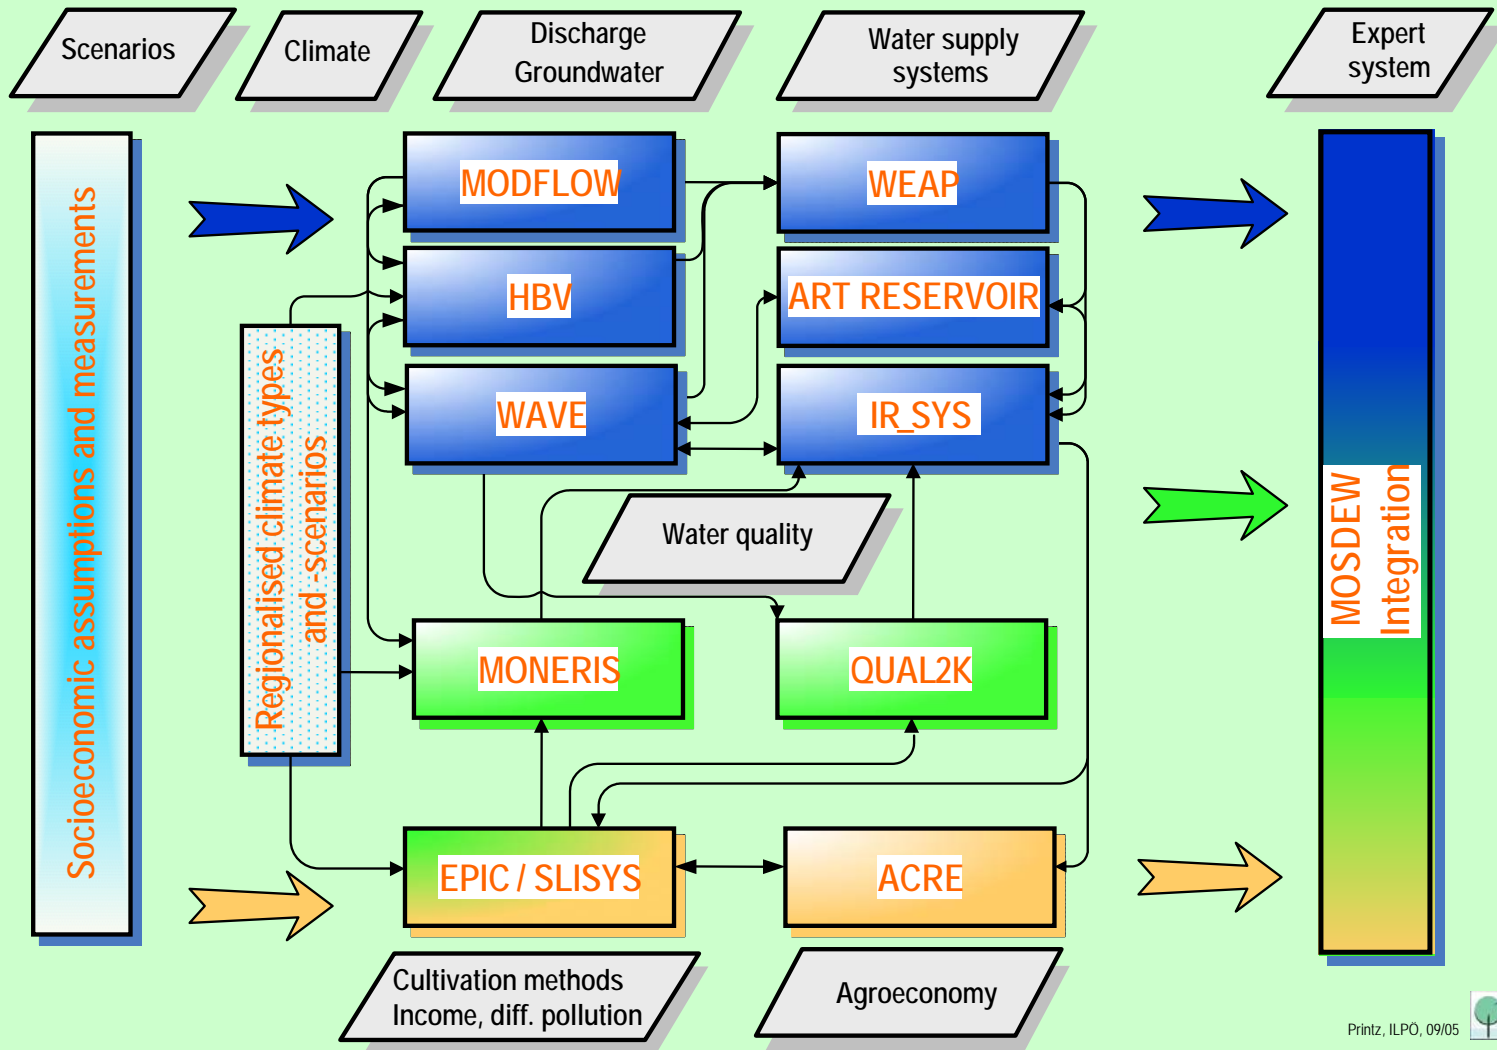 Scenarios
Climate
Discharge
Groundwater
Water supply
systems
Expert
system
Socioeconomic assumptions and measurements
Regionalised climate types
and -scenarios
MODFLOW
WEAP
HBV
ART RESERVOIR
WAVE
IR_SYS
Water quality
MONERIS
QUAL2K
EPIC / SLISYS
ACRE
MOSDEW
Integration
Cultivation methods
Income, diff. pollution
Agroeconomy
Printz, ILPÖ, 09/05